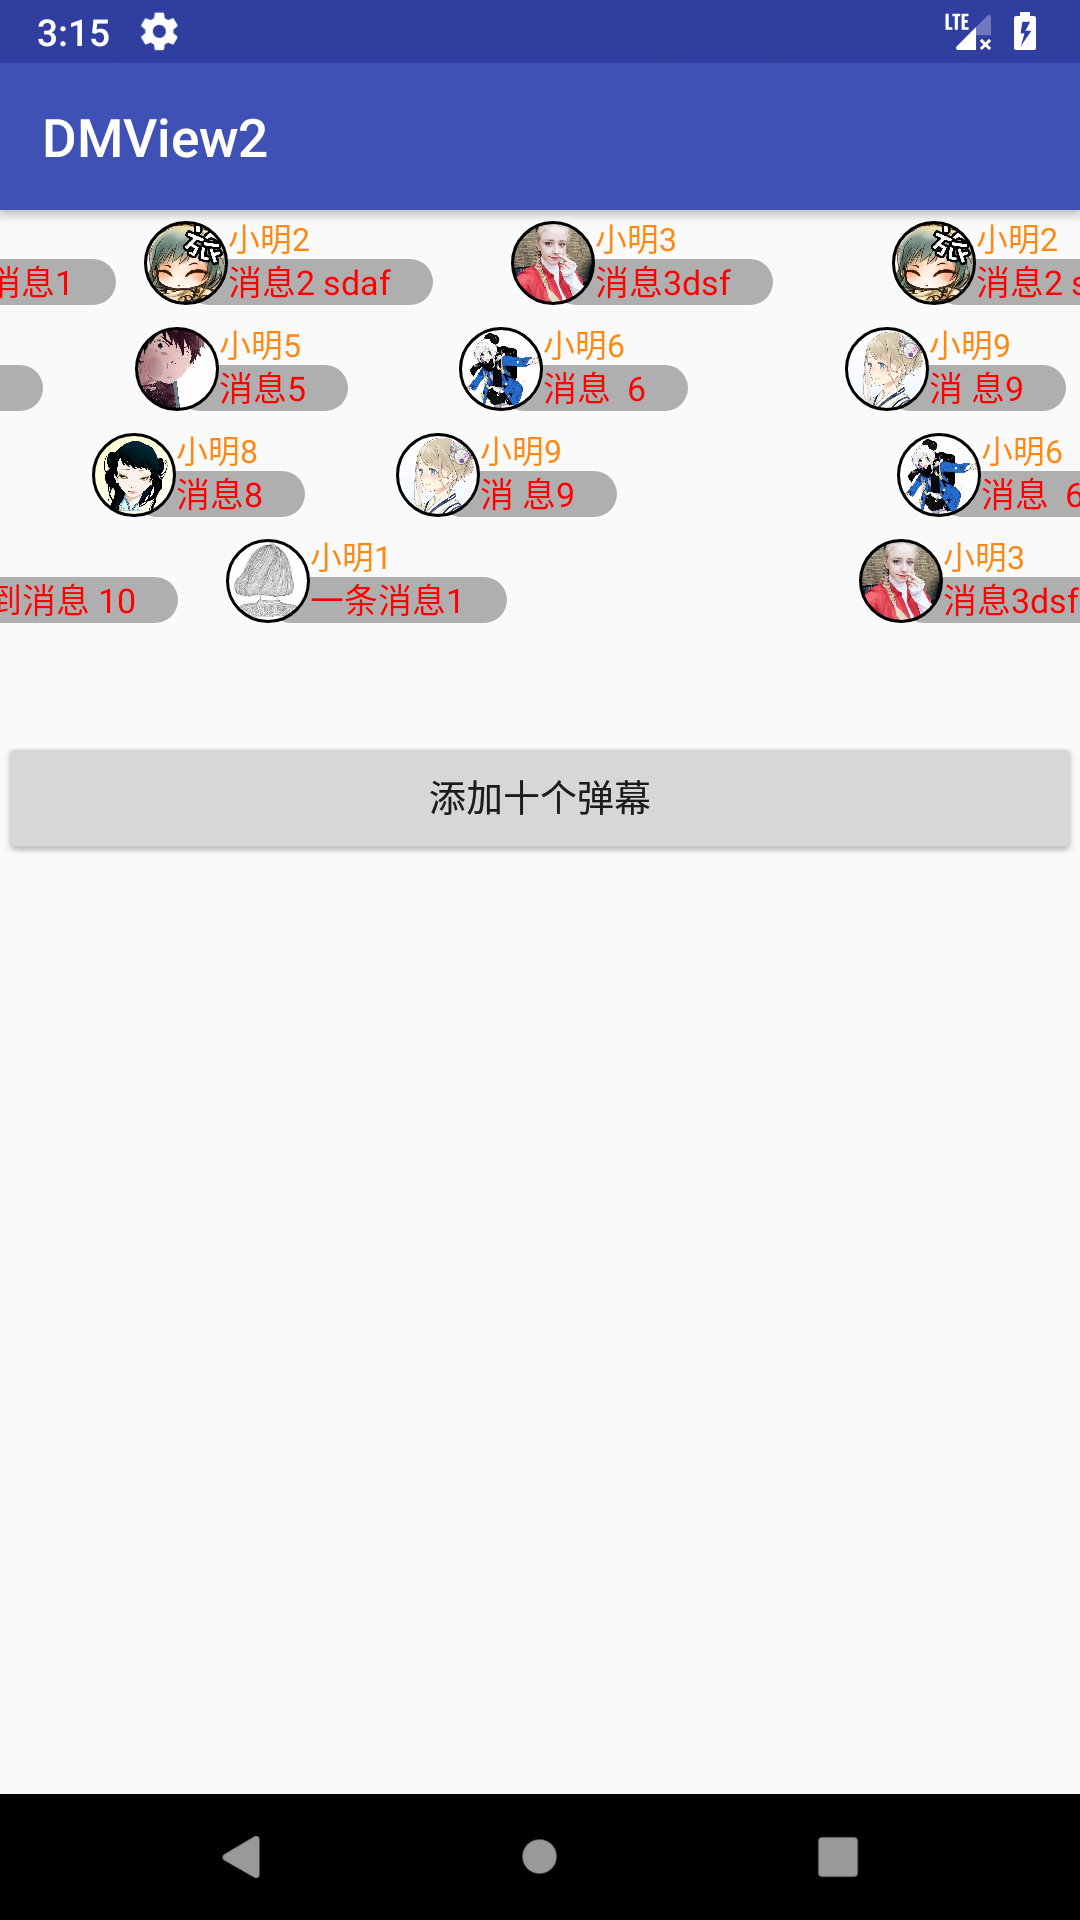 3:15
LTE
DMView2
小明2
小明3
小明2
消息1
消息2 sdaf
消息3dsf
消息2 s
小明5
小明6
小明9
消息5
消息 6
消 息9
小明8
小明9
小明6
消息8
消 息9
消息 6
小明1
小明3
到消息 10
一条消息1
消息3dsf
添加十个弹幕